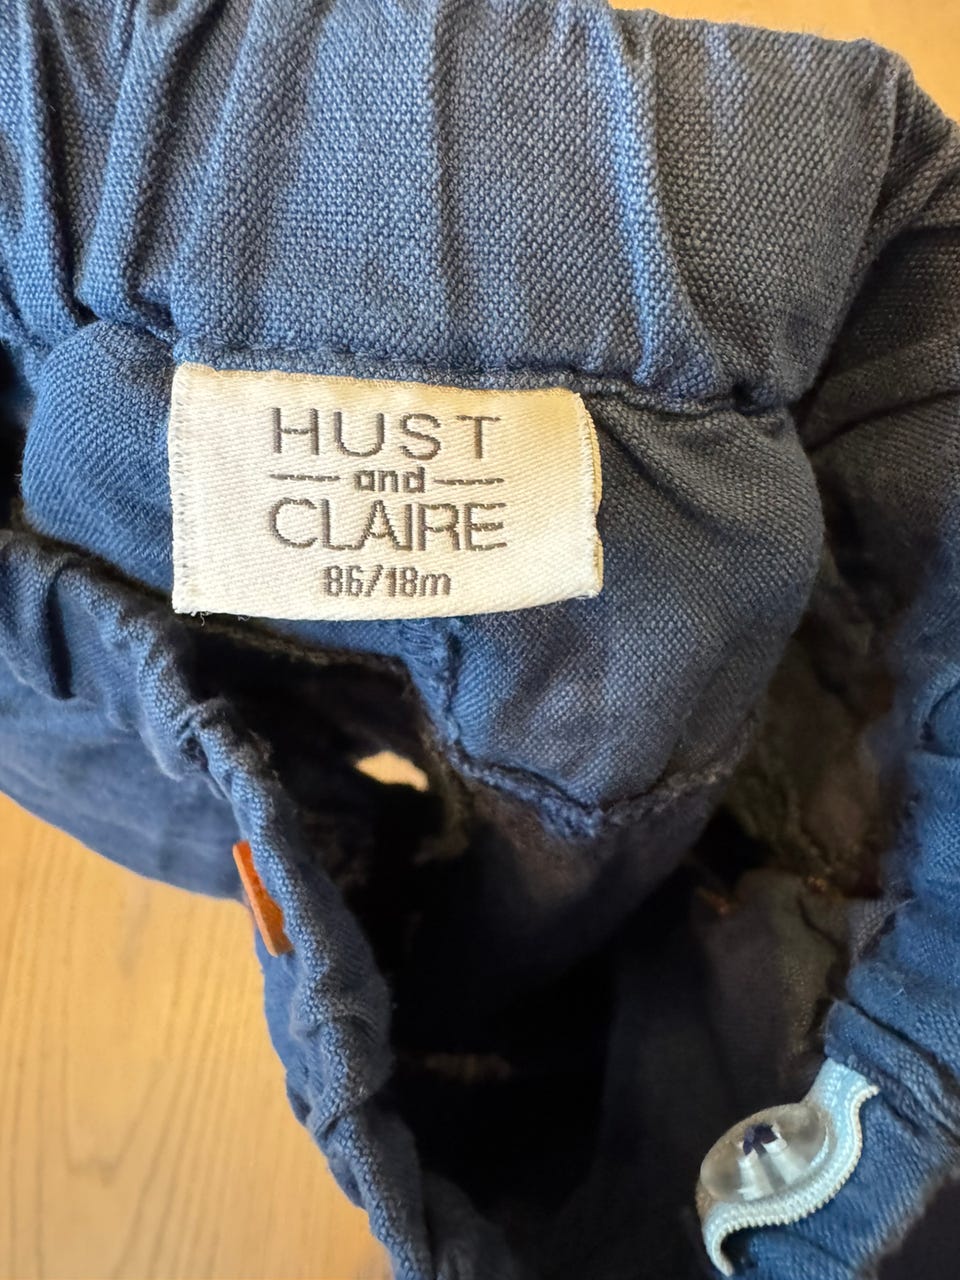 HUST
and
CLAIRE
86/18m